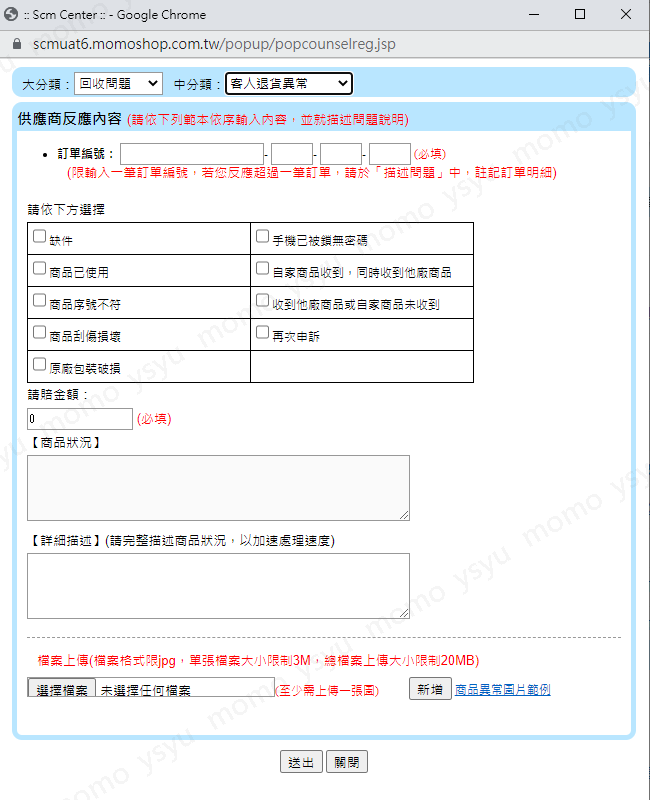 :: Scm Center :: - Google Chrome
scmuat6.momoshop.com.tw/popup/popcounselreg.jsp
大分類：回收問題 中分類：客人退貨異常
供應商反應內容 (請依下列範本依序輸入內容，並就描述問題說明)
訂單編號： - - - (必填)
(限輸入一筆訂單編號，若您反應超過一筆訂單，請於「描述問題」中，註記訂單明細)
請依下方選擇
缺件 手機已被鎖無密碼
商品已使用 自家商品收到，同時收到他廠商品
商品序號不符 收到他廠商品或自家商品未收到
商品刮傷損壞 再次申訴
原廠包裝破損
請賠金額：
0 (必填)
【商品狀況】
【詳細描述】(請完整描述商品狀況，以加速處理速度)
檔案上傳(檔案格式限jpg，單張檔案大小限制3M，總檔案上傳大小限制20MB)
選擇檔案 未選擇任何檔案 (至少需上傳一張圖) 新增 商品異常圖片範例
送出 關閉
momo ysyu momo ysyu momo ysyu